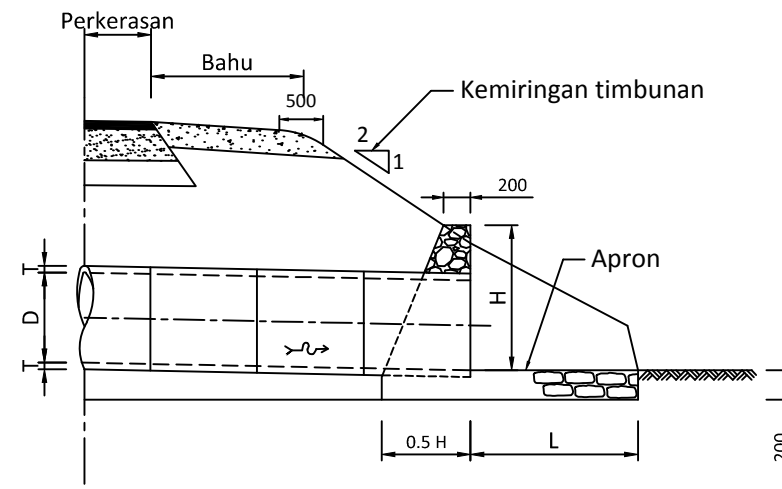 Perkerasan
Bahu
500
Kemiringan timbunan
2
1
200
Apron
T
D
T
H
0.5 H
L
200